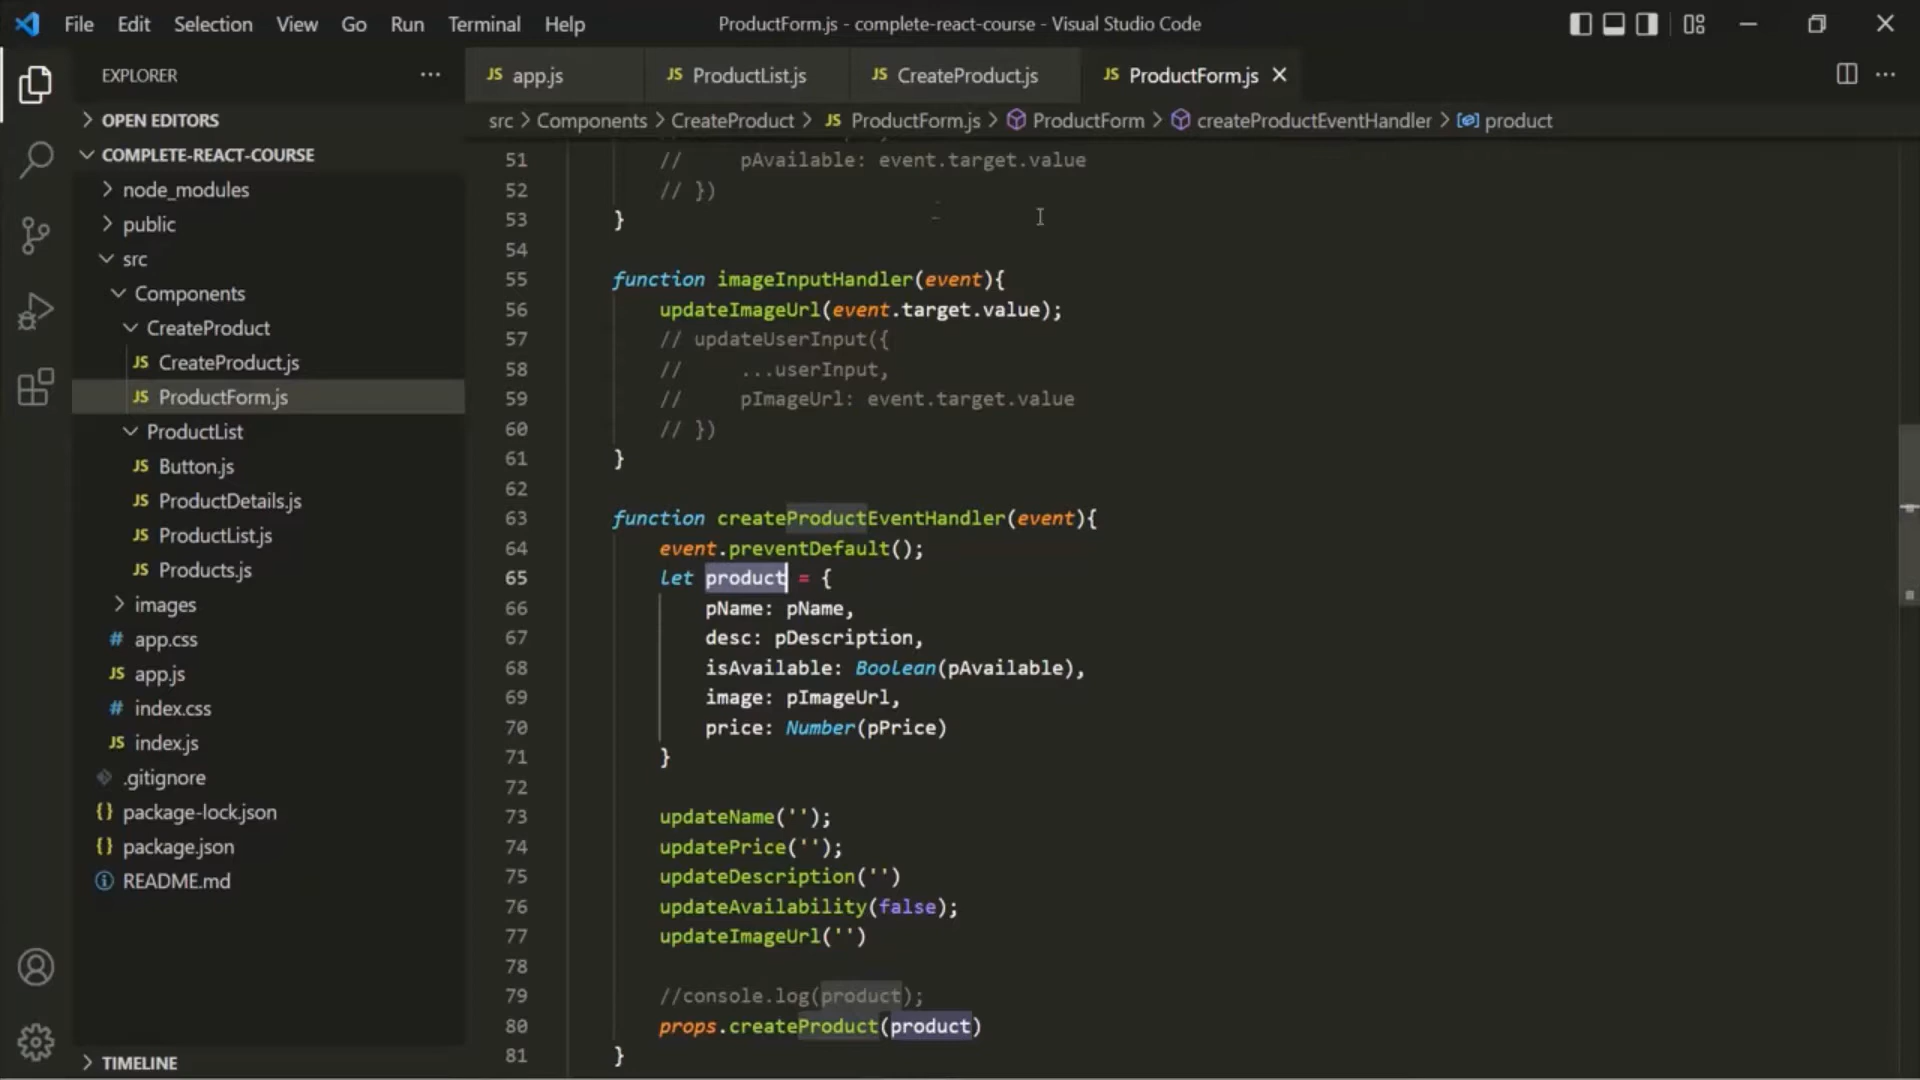 File Edit Selection View Go Run Terminal Help
ProductForm.js - complete-react-course - Visual Studio Code
EXPLORER
OPEN EDITORS
COMPLETE-REACT-COURSE
node_modules
public
src
Components
CreateProduct
JS CreateProduct.js
JS ProductForm.js
ProductList
JS Button.js
JS ProductDetails.js
JS ProductList.js
JS Products.js
images
# app.css
JS app.js
# index.css
JS index.js
.gitignore
{} package-lock.json
{} package.json
README.md
TIMELINE
JS app.js JS ProductList.js JS CreateProduct.js JS ProductForm.js
src > Components > CreateProduct > JS ProductForm.js > ProductForm > createProductEventHandler > product
51 // pAvailable: event.target.value
52 // })
53 }
54
55 function imageInputHandler(event){
56 updateImageUrl(event.target.value);
57 // updateUserInput({
58 // ...userInput,
59 // pImageUrl: event.target.value
60 // })
61 }
62
63 function createProductEventHandler(event){
64 event.preventDefault();
65 let product = {
66 pName: pName,
67 desc: pDescription,
68 isAvailable: Boolean(pAvailable),
69 image: pImageUrl,
70 price: Number(pPrice)
71 }
72
73 updateName('');
74 updatePrice('');
75 updateDescription('')
76 updateAvailability(false);
77 updateImageUrl('')
78
79 //console.log(product);
80 props.createProduct(product)
81 }